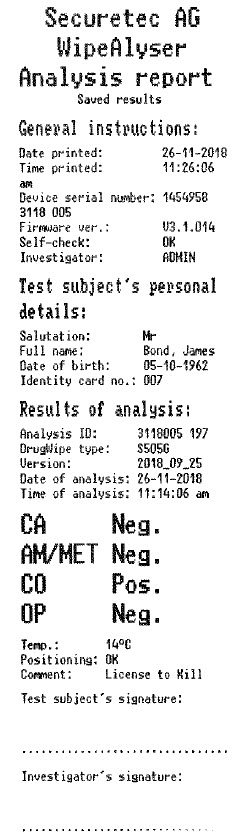 Securetec AG
WipeAlyser
Analysis report
Saved results
General instructions:
Date printed: 26-11-2018
Time printed: 11:26:06
am
Device serial number: 1454958
3118 005
Firmware ver.: V3.1.014
Self-check: OK
Investigator: ADMIN
Test subject's personal
details:
Salutation: Mr
Full name: Bond, James
Date of birth: 05-10-1962
Identity card no.: 007
Results of analysis:
Analysis ID: 3118005 197
DrugWipe type: S505G
Version: 2018_09_25
Date of analysis: 26-11-2018
Time of analysis: 11:14:06 am
CA Neg.
AM/MET Neg.
CO Pos.
OP Neg.
Temp.: 14ºC
Positioning: OK
Comment: License to Kill
Test subject's signature:
..............................
Investigator's signature:
..............................